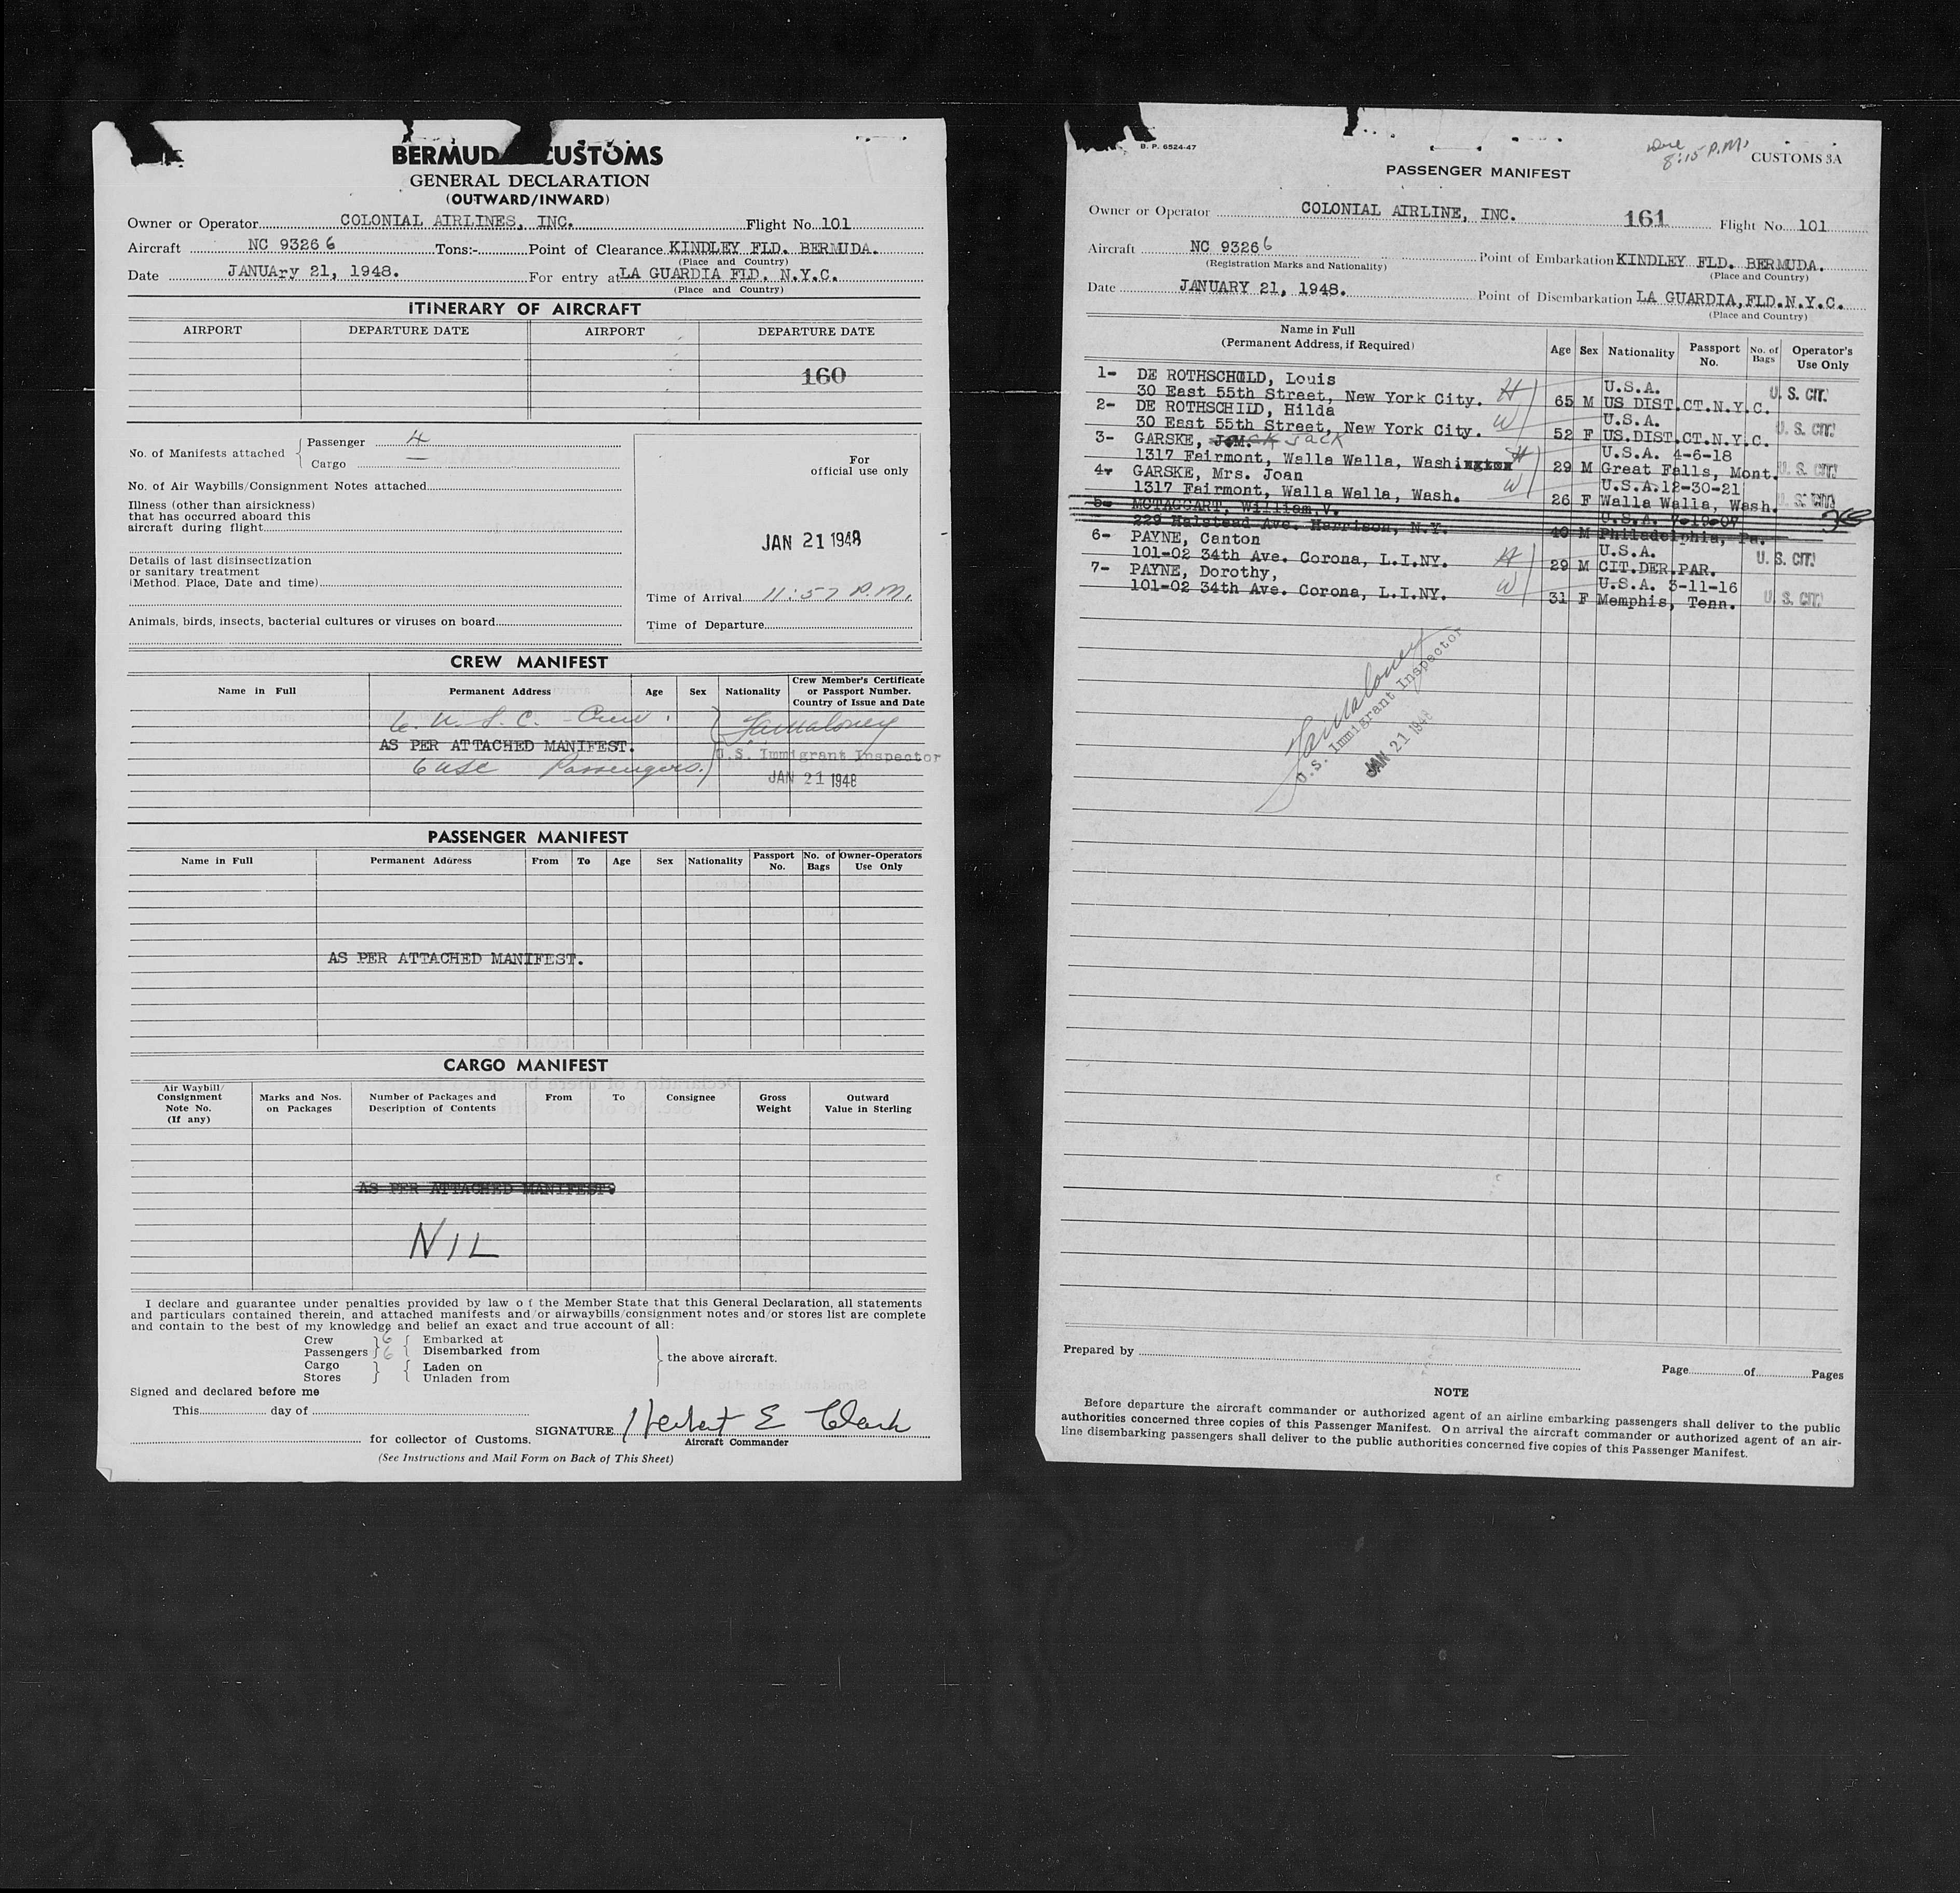 BERMUDA CUSTOMS
GENERAL DECLARATION
(OUTWARD/INWARD)
Owner or Operator COLONIAL AIRLINES, INC. Flight No. 101
Aircraft NC 93266 Tons:- Point of Clearance KINDLEY FLD. BERMUDA.
(Place and Country)
Date JANUAry 21, 1948. For entry at LA GUARDIA FLD. N.Y.C.
(Place and Country)
ITINERARY OF AIRCRAFT
AIRPORT DEPARTURE DATE AIRPORT DEPARTURE DATE
160
No. of Manifests attached Passenger 4
Cargo
For
official use only
No. of Air Waybills/Consignment Notes attached
Illness (other than airsickness)
that has occurred aboard this
aircraft during flight
JAN 21 1948
Details of last disinsectization
or sanitary treatment
(Method. Place, Date and time)
Time of Arrival 11:57 P.M.
Animals, birds, insects, bacterial cultures or viruses on board
Time of Departure
CREW MANIFEST
Name in Full Permanent Address Age Sex Nationality Crew Member's Certificate
or Passport Number.
Country of Issue and Date
6 U.S.C. Crew
AS PER ATTACHED MANIFEST.
U.S. Immigrant Inspector
6 USC Passengers
JAN 21 1948
PASSENGER MANIFEST
Name in Full Permanent Address From To Age Sex Nationality Passport No. No. of Bags Owner-Operators Use Only
AS PER ATTACHED MANIFEST.
CARGO MANIFEST
Air Waybill/ Consignment Note No. (If any) Marks and Nos. on Packages Number of Packages and Description of Contents From To Consignee Gross Weight Outward Value in Sterling
AS PER ATTACHED MANIFEST.
NIL
I declare and guarantee under penalties provided by law of the Member State that this General Declaration, all statements
and particulars contained therein, and attached manifests and/or airwaybills/consignment notes and/or stores list are complete
and contain to the best of my knowledge and belief an exact and true account of all:
Crew 6 Embarked at
Passengers 6 Disembarked from
Cargo Laden on
Stores Unladen from
the above aircraft.
Signed and declared before me
This day of
for collector of Customs. SIGNATURE Herbert E Clark
Aircraft Commander
(See Instructions and Mail Form on Back of This Sheet)
B. P. 6524-47
8:15 P.M.
CUSTOMS 3A
PASSENGER MANIFEST
Owner or Operator COLONIAL AIRLINE, INC. 161 Flight No. 101
Aircraft NC 93266 Point of Embarkation KINDLEY FLD. BERMUDA.
(Registration Marks and Nationality) (Place and Country)
Date JANUARY 21, 1948. Point of Disembarkation LA GUARDIA,FLD.N.Y.C.
(Place and Country)
Name in Full
(Permanent Address, if Required) Age Sex Nationality Passport No. No. of Bags Operator's Use Only
1- DE ROTHSCHILD, Louis U.S.A. U. S. CIT.
30 East 55th Street, New York City. H 65 M US DIST.CT.N.Y.C.
2- DE ROTHSCHILD, Hilda U.S.A. U. S. CIT.
30 East 55th Street, New York City. W 52 F US.DIST.CT.N.Y.C.
3- GARSKE, J.M. Jack U.S.A. 4-6-18
1317 Fairmont, Walla Walla, Washington H 29 M Great Falls, Mont. U. S. CIT.
4- GARSKE, Mrs. Joan U.S.A.12-30-21
1317 Fairmont, Walla Walla, Wash. W 26 F Walla Walla, Wash. U. S. CIT.
5- MCTAGGART, William V. U.S.A. 7-19-07
229 Halstead Ave. Harrison, N.Y. 40 M Philadelphia, Pa.
6- PAYNE, Canton U.S.A. U. S. CIT.
101-02 34th Ave. Corona, L.I.NY. H 29 M CIT.DER.PAR.
7- PAYNE, Dorothy, U.S.A. 3-11-16
101-02 34th Ave. Corona, L.I.NY. W 31 F Memphis, Tenn. U. S. CIT.
U.S. Immigrant Inspector
JAN 21 1948
Prepared by
Page of Pages
NOTE
Before departure the aircraft commander or authorized agent of an airline embarking passengers shall deliver to the public
authorities concerned three copies of this Passenger Manifest. On arrival the aircraft commander or authorized agent of an air-
line disembarking passengers shall deliver to the public authorities concerned five copies of this Passenger Manifest.